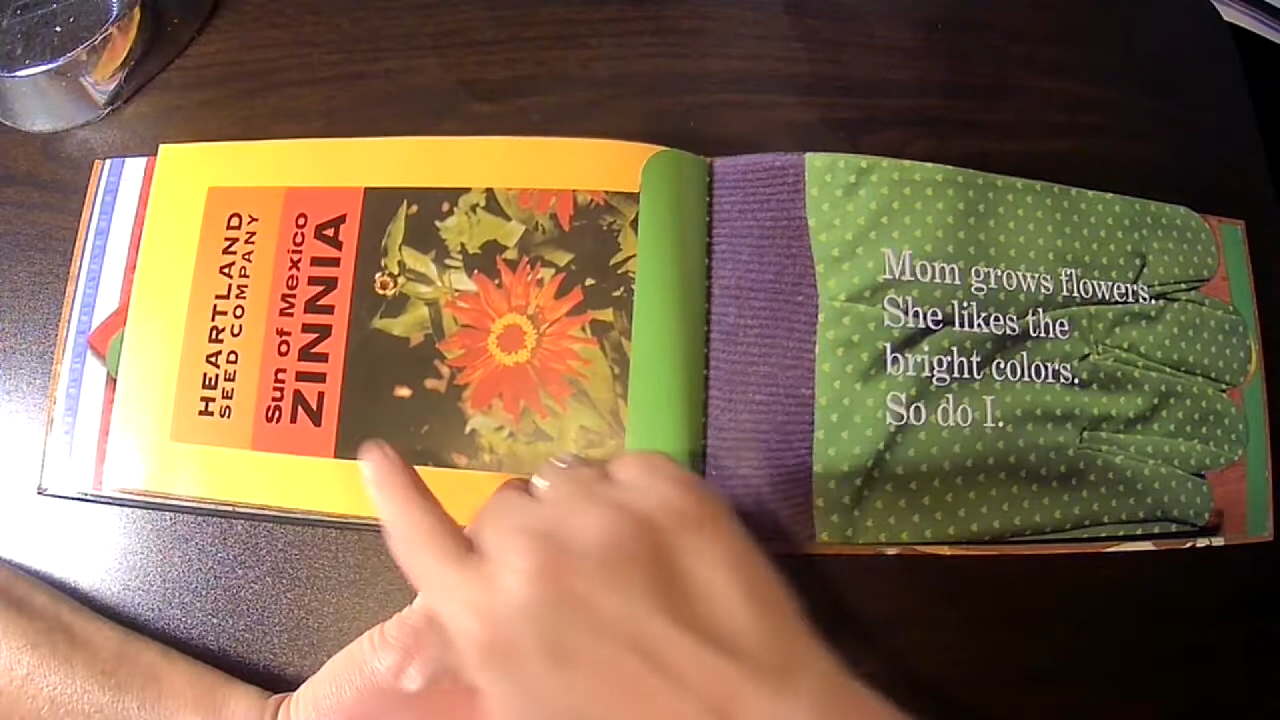 HEARTLAND
SEED COMPANY
Sun of Mexico
ZINNIA
Mom grows flowers.
She likes the
bright colors.
So do I.